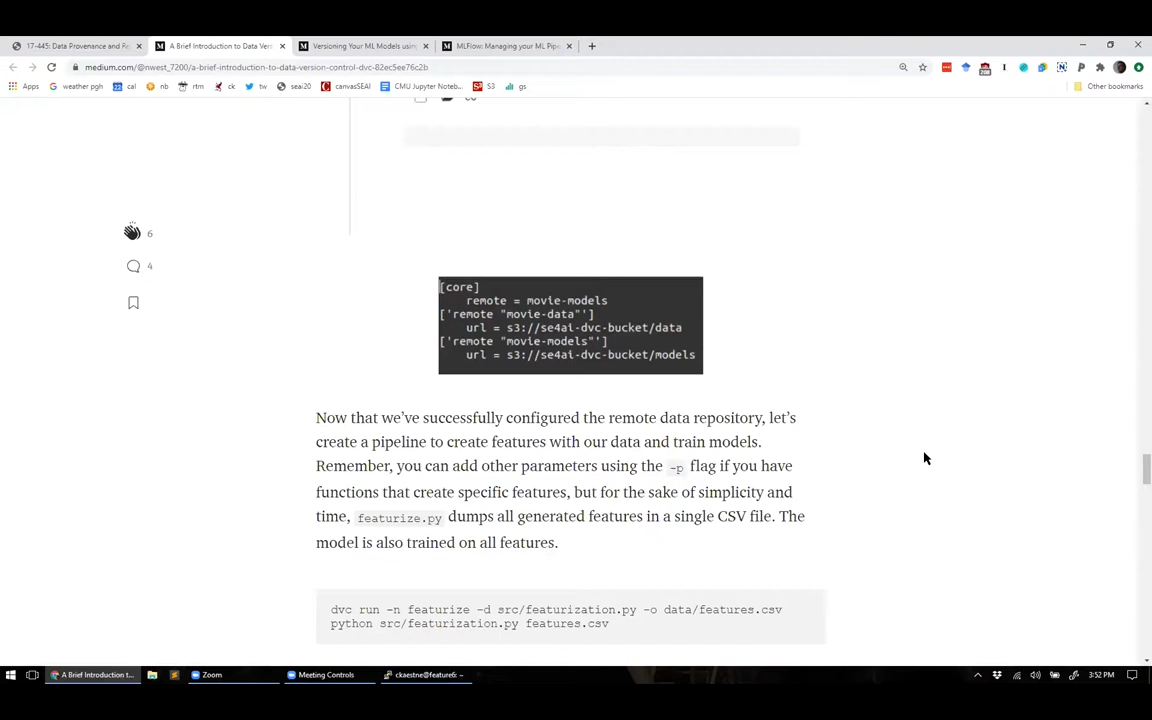 17-445: Data Provenance and Re
A Brief Introduction to Data Vers
Versioning Your ML Models using
MLFlow: Managing your ML Pipe
medium.com/@nwest_7200/a-brief-introduction-to-data-version-control-dvc-82ec5ee76c2b
Apps
weather pgh
cal
nb
rtm
ck
tw
seai20
canvasSEAI
CMU Jupyter Noteb...
S3
gs
Other bookmarks
6
4
[core]
remote = movie-models
['remote "movie-data"']
url = s3://se4ai-dvc-bucket/data
['remote "movie-models"']
url = s3://se4ai-dvc-bucket/models
Now that we’ve successfully configured the remote data repository, let’s
create a pipeline to create features with our data and train models.
Remember, you can add other parameters using the -p flag if you have
functions that create specific features, but for the sake of simplicity and
time, featurize.py dumps all generated features in a single CSV file. The
model is also trained on all features.
dvc run -n featurize -d src/featurization.py -o data/features.csv
python src/featurization.py features.csv
A Brief Introduction t...
Zoom
Meeting Controls
ckaestne@feature6: ~
3:52 PM